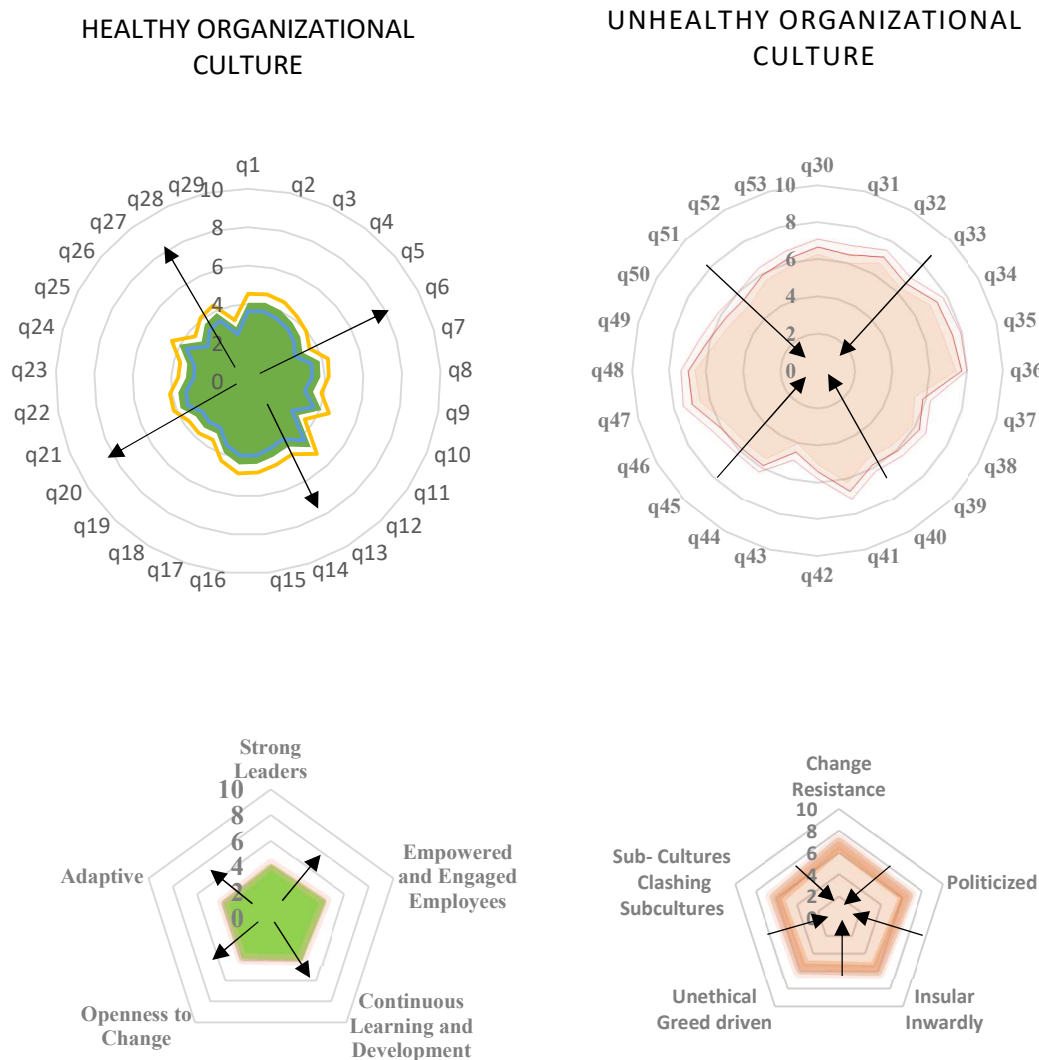 HEALTHY ORGANIZATIONAL
CULTURE
UNHEALTHY ORGANIZATIONAL
CULTURE
q1
q2
q3
q4
q5
q6
q7
q8
q9
q10
q11
q12
q13
q14
q15
q16
q17
q18
q19
q20
q21
q22
q23
q24
q25
q26
q27
q28
q29
10
8
6
4
2
0
q30
q31
q32
q33
q34
q35
q36
q37
q38
q39
q40
q41
q42
q43
q44
q45
q46
q47
q48
q49
q50
q51
q52
q53
10
8
6
4
2
0
Strong
Leaders
Empowered
and Engaged
Employees
Continuous
Learning and
Development
Openness to
Change
Adaptive
10
8
6
4
2
0
Change
Resistance
Politicized
Insular
Inwardly
Unethical
Greed driven
Sub- Cultures
Clashing
Subcultures
10
8
6
4
2
0